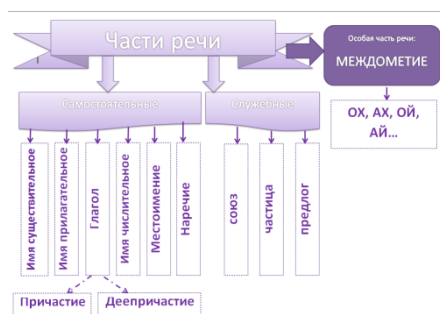 Части речи
Особая часть речи:
МЕЖДОМЕТИЕ
Самостоятельные
Служебные
ОХ, АХ, ОЙ,
АЙ...
Имя существительное
Имя прилагательное
Глагол
Имя числительное
Местоимение
Наречие
союз
частица
предлог
Причастие
Деепричастие